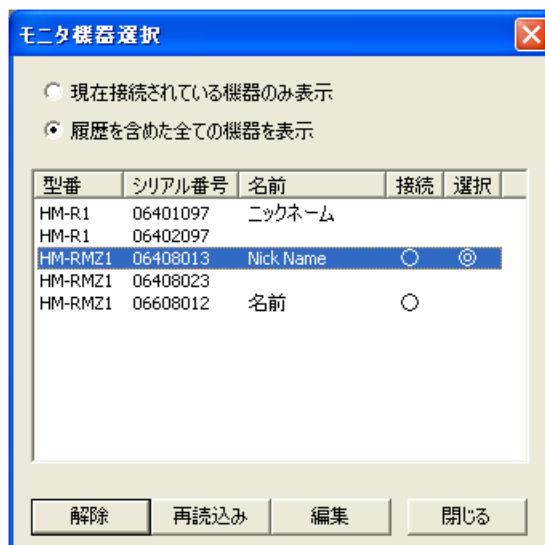 モニタ機器選択
現在接続されている機器のみ表示
履歴を含めた全ての機器を表示
型番 シリアル番号 名前 接続 選択
HM-R1 06401097 ニックネーム
HM-R1 06402097
HM-RMZ1 06408013 Nick Name ○ ◎
HM-RMZ1 06408023
HM-RMZ1 06608012 名前 ○
解除 再読込み 編集 閉じる